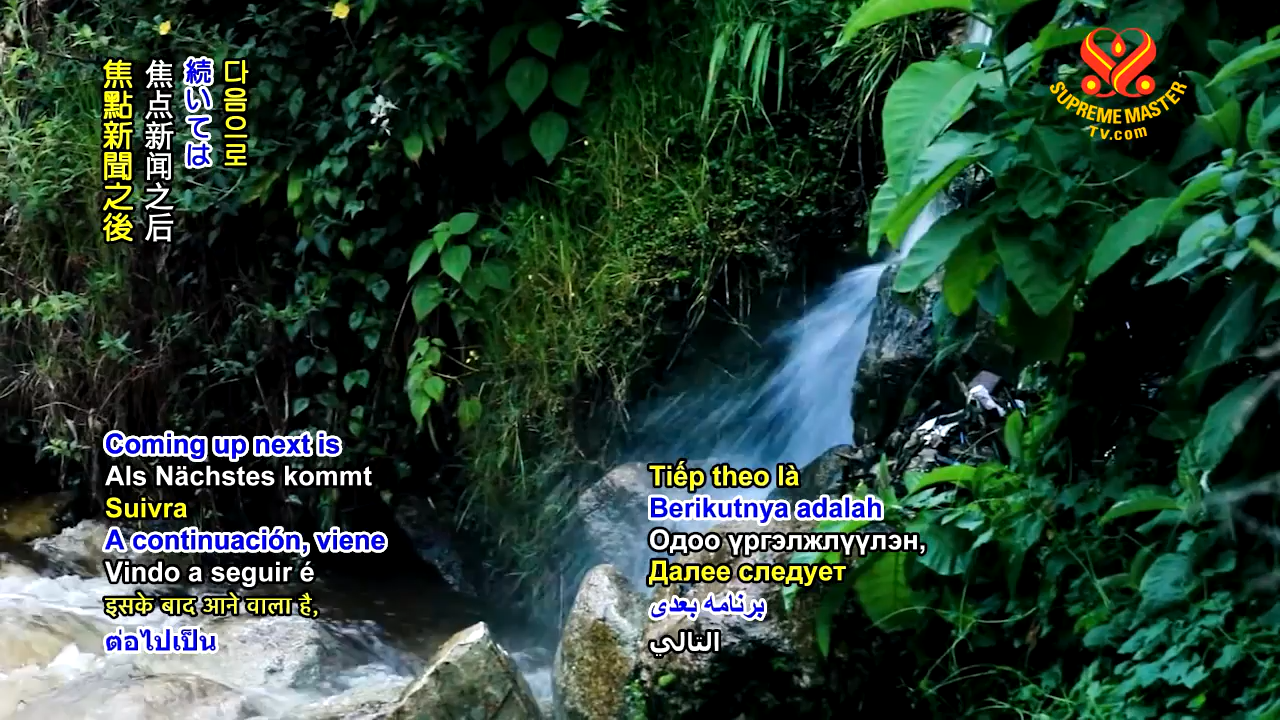 焦點新聞之後
焦点新闻之后
続いては
다음으로
SUPREME MASTER
TV.com
Coming up next is
Als Nächstes kommt
Suivra
A continuación, viene
Vindo a seguir é
इसके बाद आने वाला है,
ต่อไปเป็น
Tiếp theo là
Berikutnya adalah
Одоо үргэлжлүүлэн,
Далее следует
برنامه بعدی
التالي